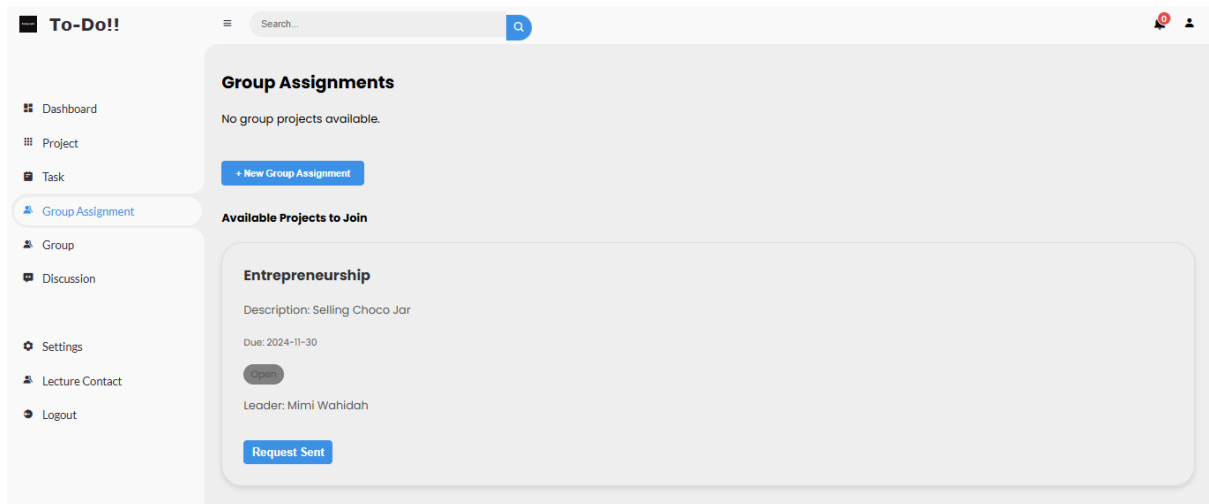 To-Do!!
Search...
0
Dashboard
Project
Task
Group Assignment
Group
Discussion
Settings
Lecture Contact
Logout
Group Assignments
No group projects available.
+ New Group Assignment
Available Projects to Join
Entrepreneurship
Description: Selling Choco Jar
Due: 2024-11-30
Open
Leader: Mimi Wahidah
Request Sent